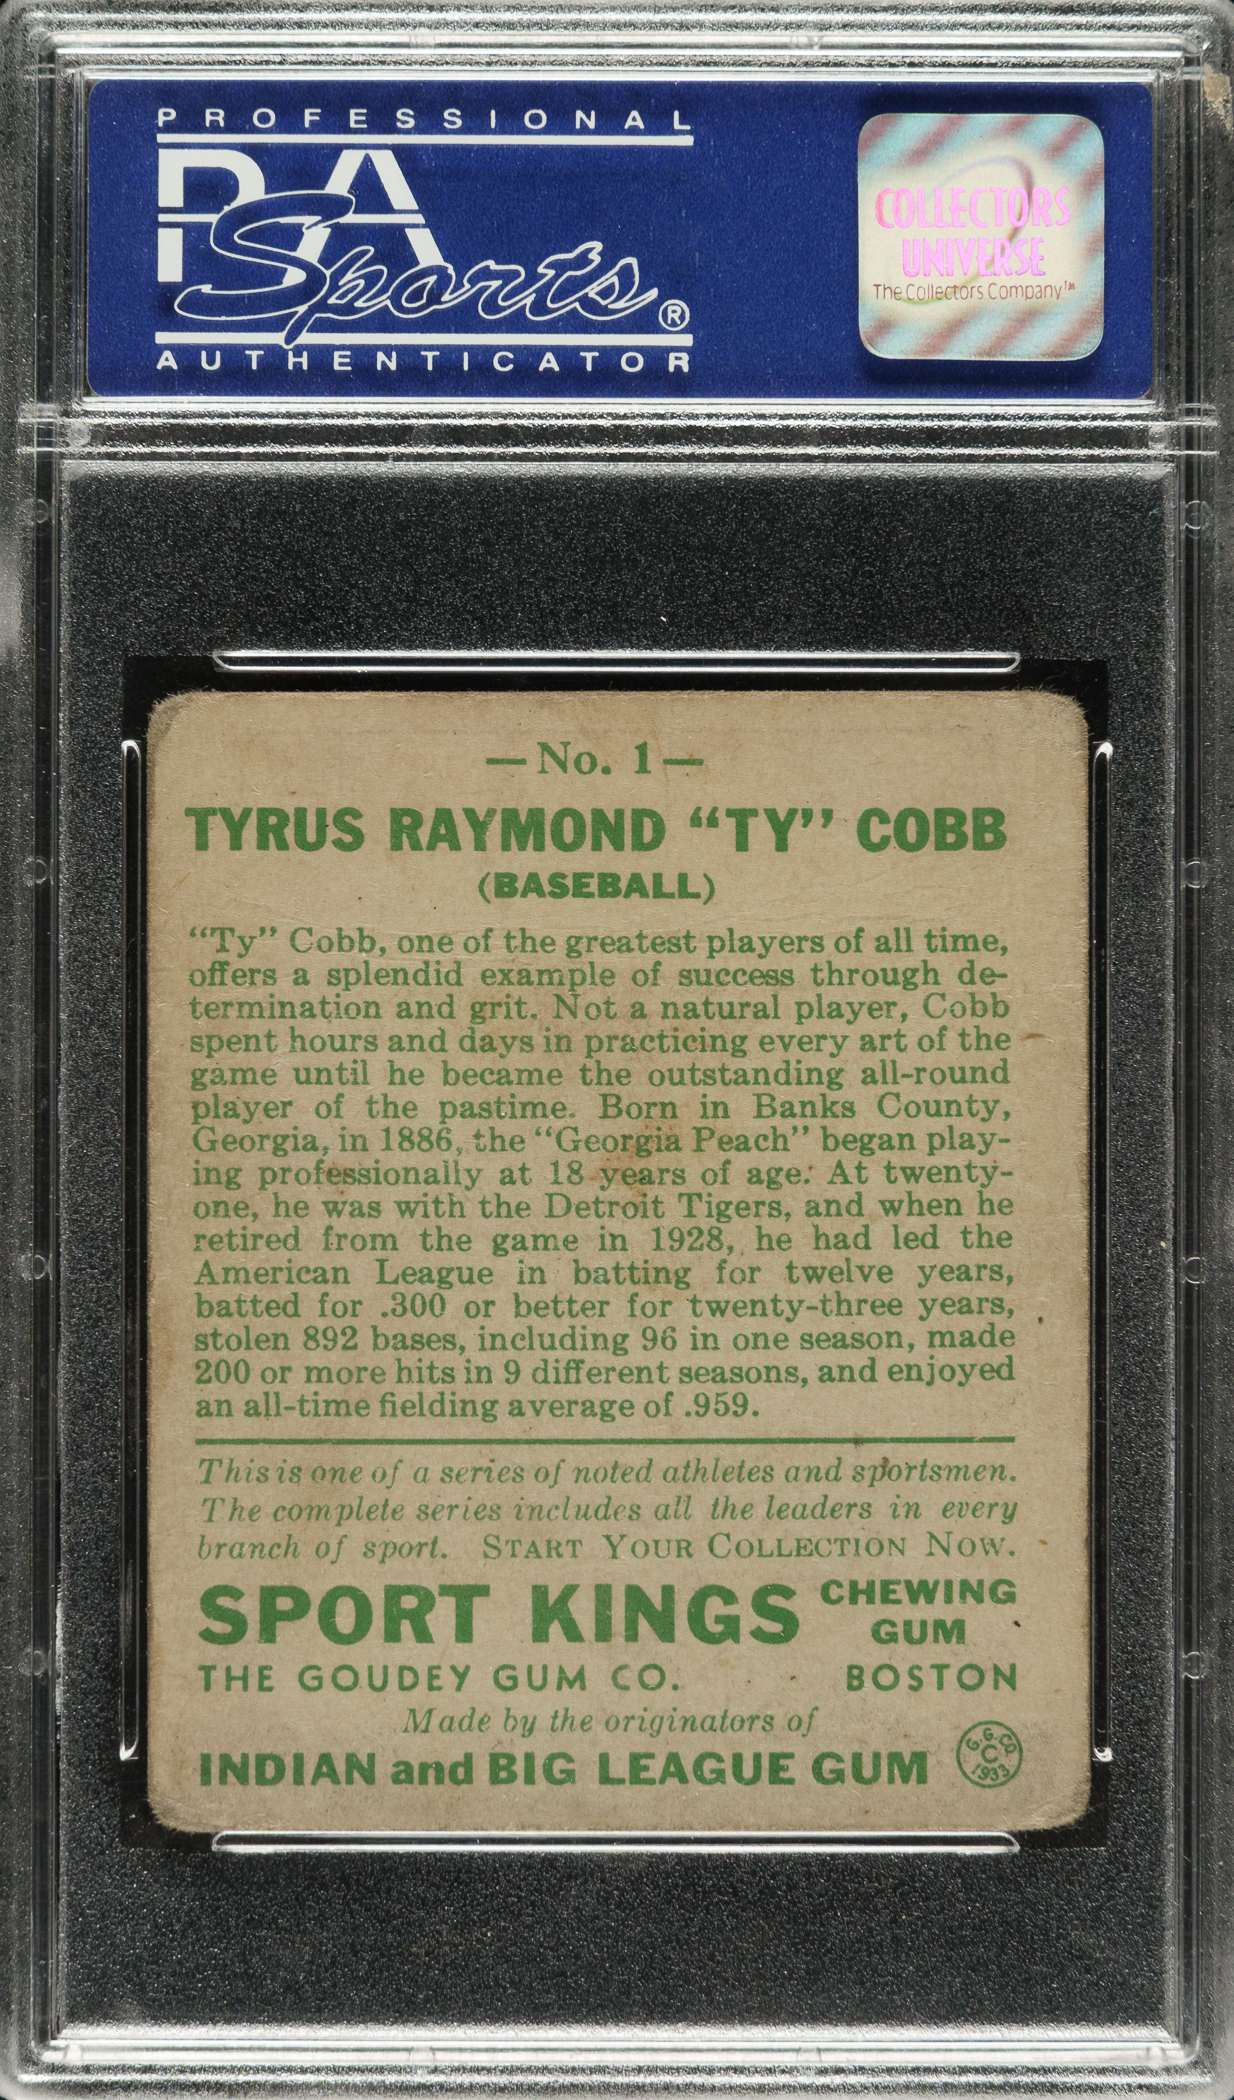 PROFESSIONAL
PSA
Sports®
AUTHENTICATOR
COLLECTORS
UNIVERSE
The Collectors Company™
—No. 1—
TYRUS RAYMOND “TY” COBB
(BASEBALL)
“Ty” Cobb, one of the greatest players of all time,
offers a splendid example of success through de-
termination and grit. Not a natural player, Cobb
spent hours and days in practicing every art of the
game until he became the outstanding all-round
player of the pastime. Born in Banks County,
Georgia, in 1886, the “Georgia Peach” began play-
ing professionally at 18 years of age. At twenty-
one, he was with the Detroit Tigers, and when he
retired from the game in 1928, he had led the
American League in batting for twelve years,
batted for .300 or better for twenty-three years,
stolen 892 bases, including 96 in one season, made
200 or more hits in 9 different seasons, and enjoyed
an all-time fielding average of .959.
This is one of a series of noted athletes and sportsmen.
The complete series includes all the leaders in every
branch of sport. START YOUR COLLECTION NOW.
SPORT KINGS CHEWING GUM
THE GOUDEY GUM CO. BOSTON
Made by the originators of
INDIAN and BIG LEAGUE GUM
G. G. CO.
C
1933